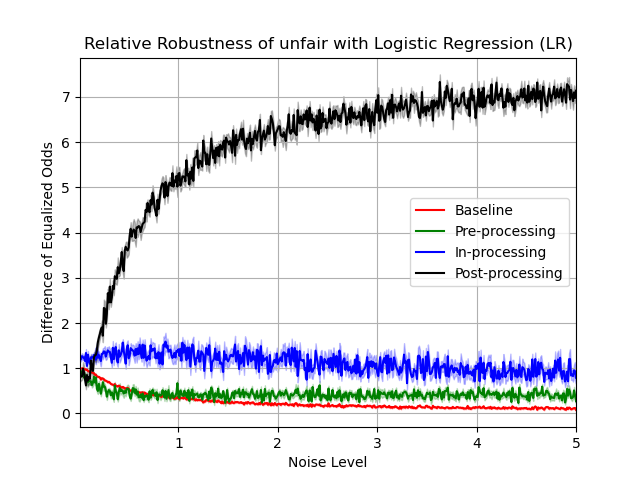 Relative Robustness of unfair with Logistic Regression (LR)
Difference of Equalized Odds
7
6
5
4
3
2
1
0
Baseline
Pre-processing
In-processing
Post-processing
1
2
3
4
5
Noise Level